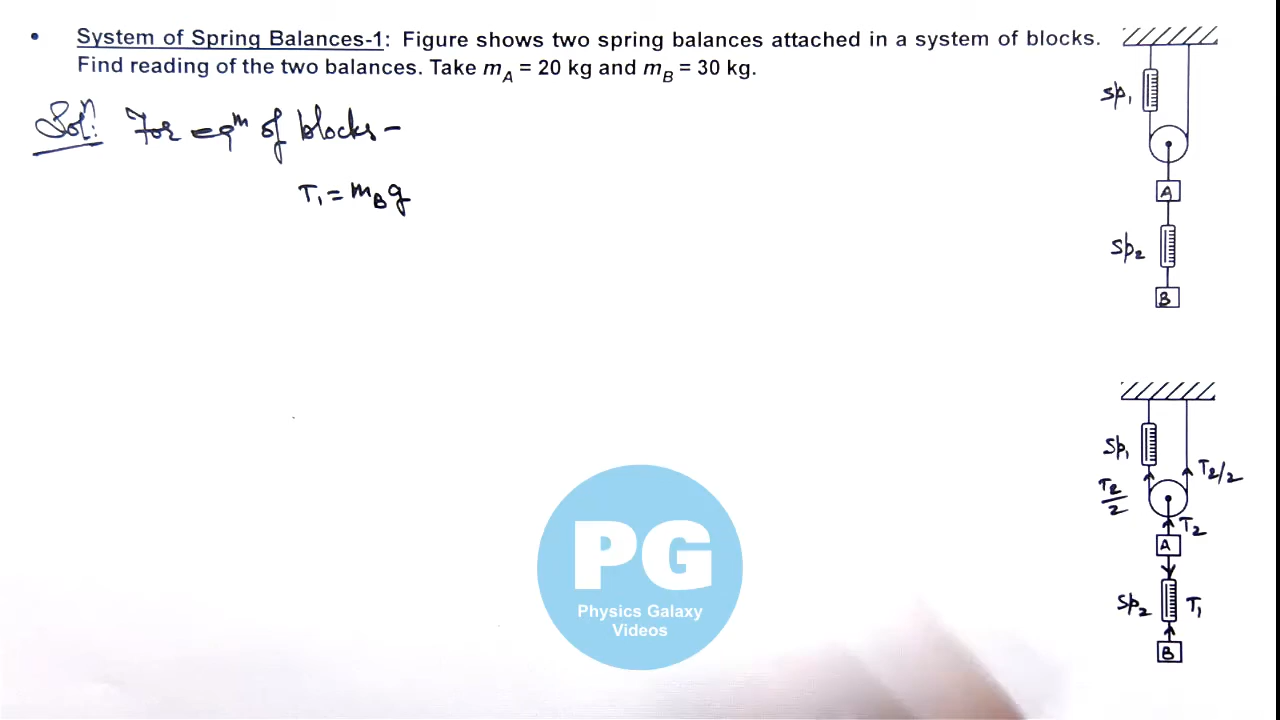 • System of Spring Balances-1: Figure shows two spring balances attached in a system of blocks.
Find reading of the two balances. Take mA = 20 kg and mB = 30 kg.
Solⁿ: For eqᵐ of blocks –
T₁ = mBg
Sp₁
A
Sp₂
B
Sp₁
T₂/2
T₂/2
T₂
A
Sp₂
T₁
B
PG
Physics Galaxy
Videos